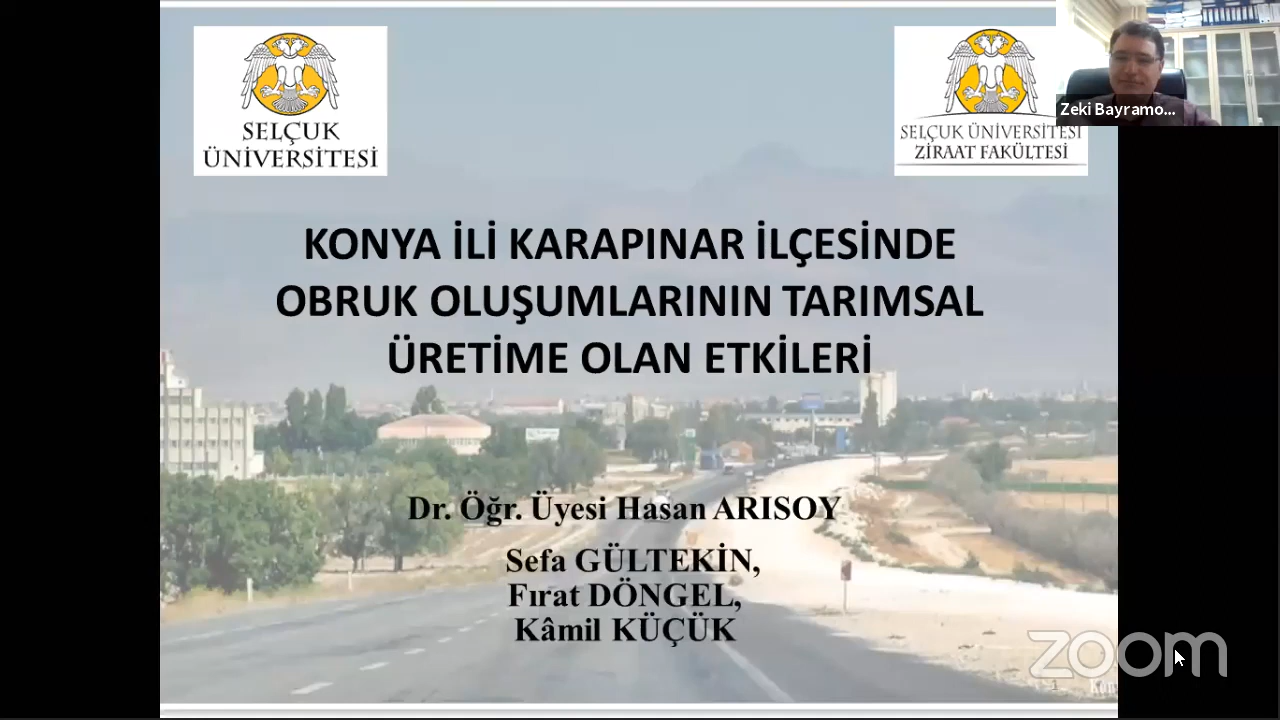 SELÇUK
ÜNİVERSİTESİ
SELÇUK ÜNİVERSİTESİ
ZİRAAT FAKÜLTESİ
Zeki Bayramo...
KONYA İLİ KARAPINAR İLÇESİNDE
OBRUK OLUŞUMLARININ TARIMSAL
ÜRETİME OLAN ETKİLERİ
Dr. Öğr. Üyesi Hasan ARISOY
Sefa GÜLTEKİN,
Fırat DÖNGEL,
Kâmil KÜÇÜK
zoom
1